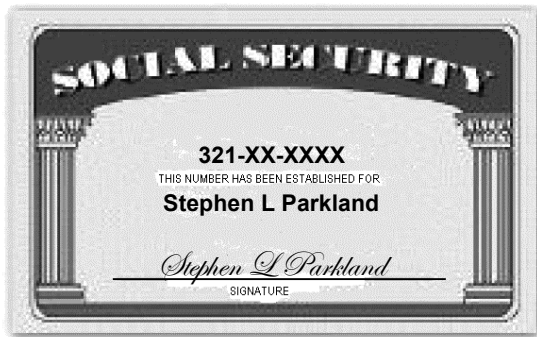 SOCIAL SECURITY
321-XX-XXXX
THIS NUMBER HAS BEEN ESTABLISHED FOR
Stephen L Parkland
Stephen L Parkland
SIGNATURE